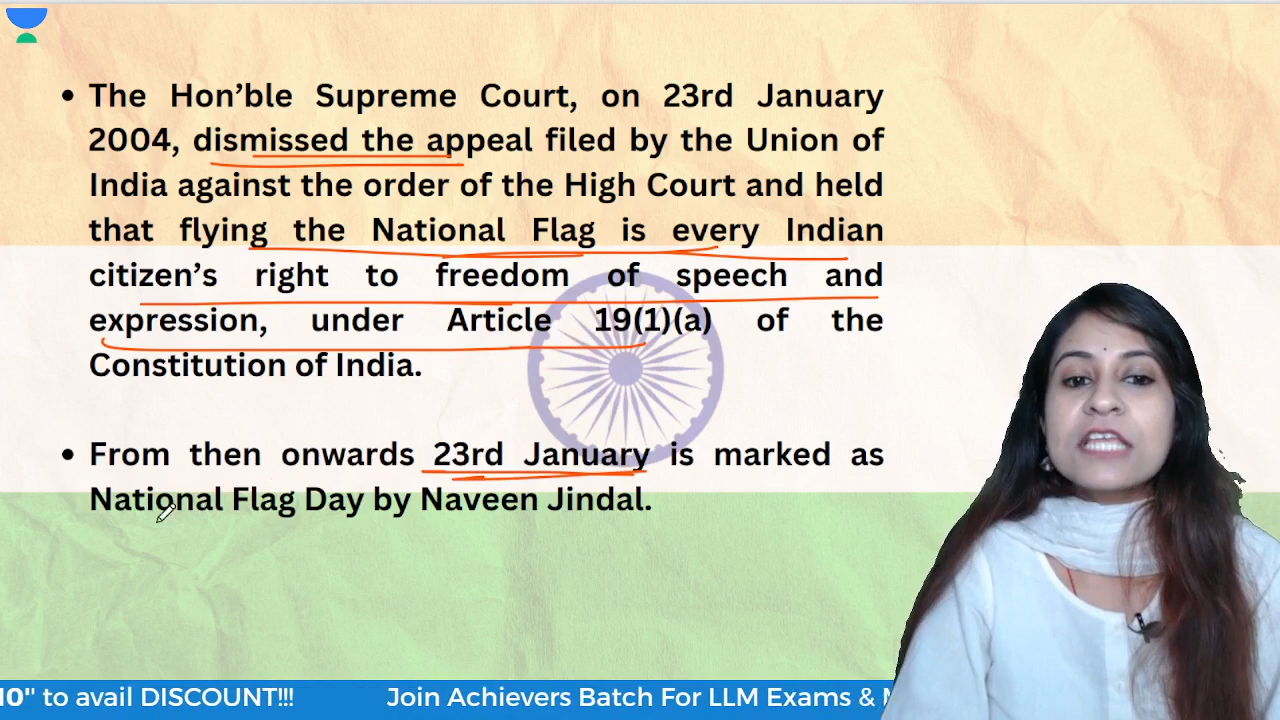 • The Hon’ble Supreme Court, on 23rd January
2004, dismissed the appeal filed by the Union of
India against the order of the High Court and held
that flying the National Flag is every Indian
citizen’s right to freedom of speech and
expression, under Article 19(1)(a) of the
Constitution of India.
• From then onwards 23rd January is marked as
National Flag Day by Naveen Jindal.
10" to avail DISCOUNT!!! Join Achievers Batch For LLM Exams &